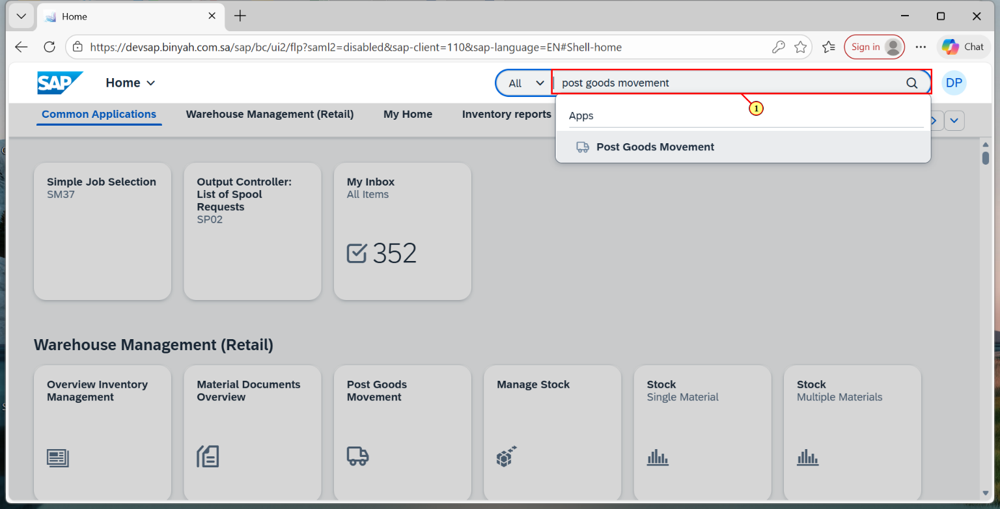 Home
https://devsap.binyah.com.sa/sap/bc/ui2/flp?saml2=disabled&sap-client=110&sap-language=EN#Shell-home
Sign in
Chat
SAP
Home
All
post goods movement
DP
1
Common Applications
Warehouse Management (Retail)
My Home
Inventory reports
Apps
Post Goods Movement
Simple Job Selection
SM37
Output Controller:
List of Spool
Requests
SP02
My Inbox
All Items
352
Warehouse Management (Retail)
Overview Inventory
Management
Material Documents
Overview
Post Goods
Movement
Manage Stock
Stock
Single Material
Stock
Multiple Materials